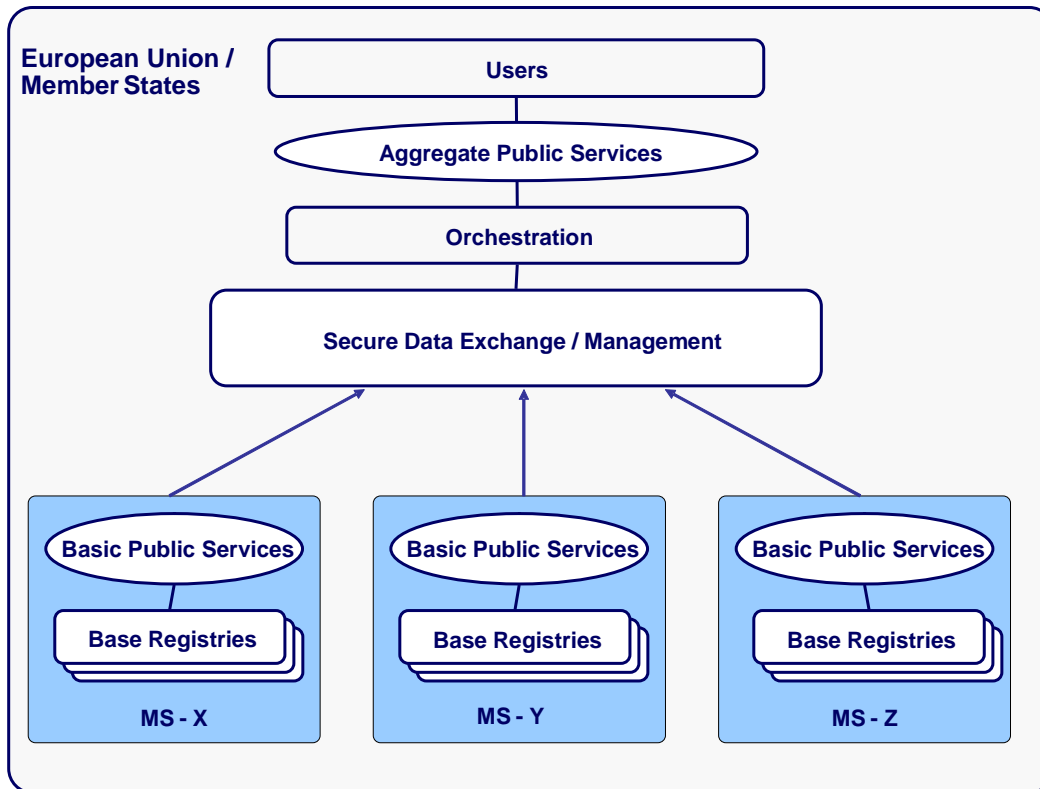 European Union /
Member States
Users
Aggregate Public Services
Orchestration
Secure Data Exchange / Management
Basic Public Services
Basic Public Services
Basic Public Services
Base Registries
Base Registries
Base Registries
MS - X
MS - Y
MS - Z